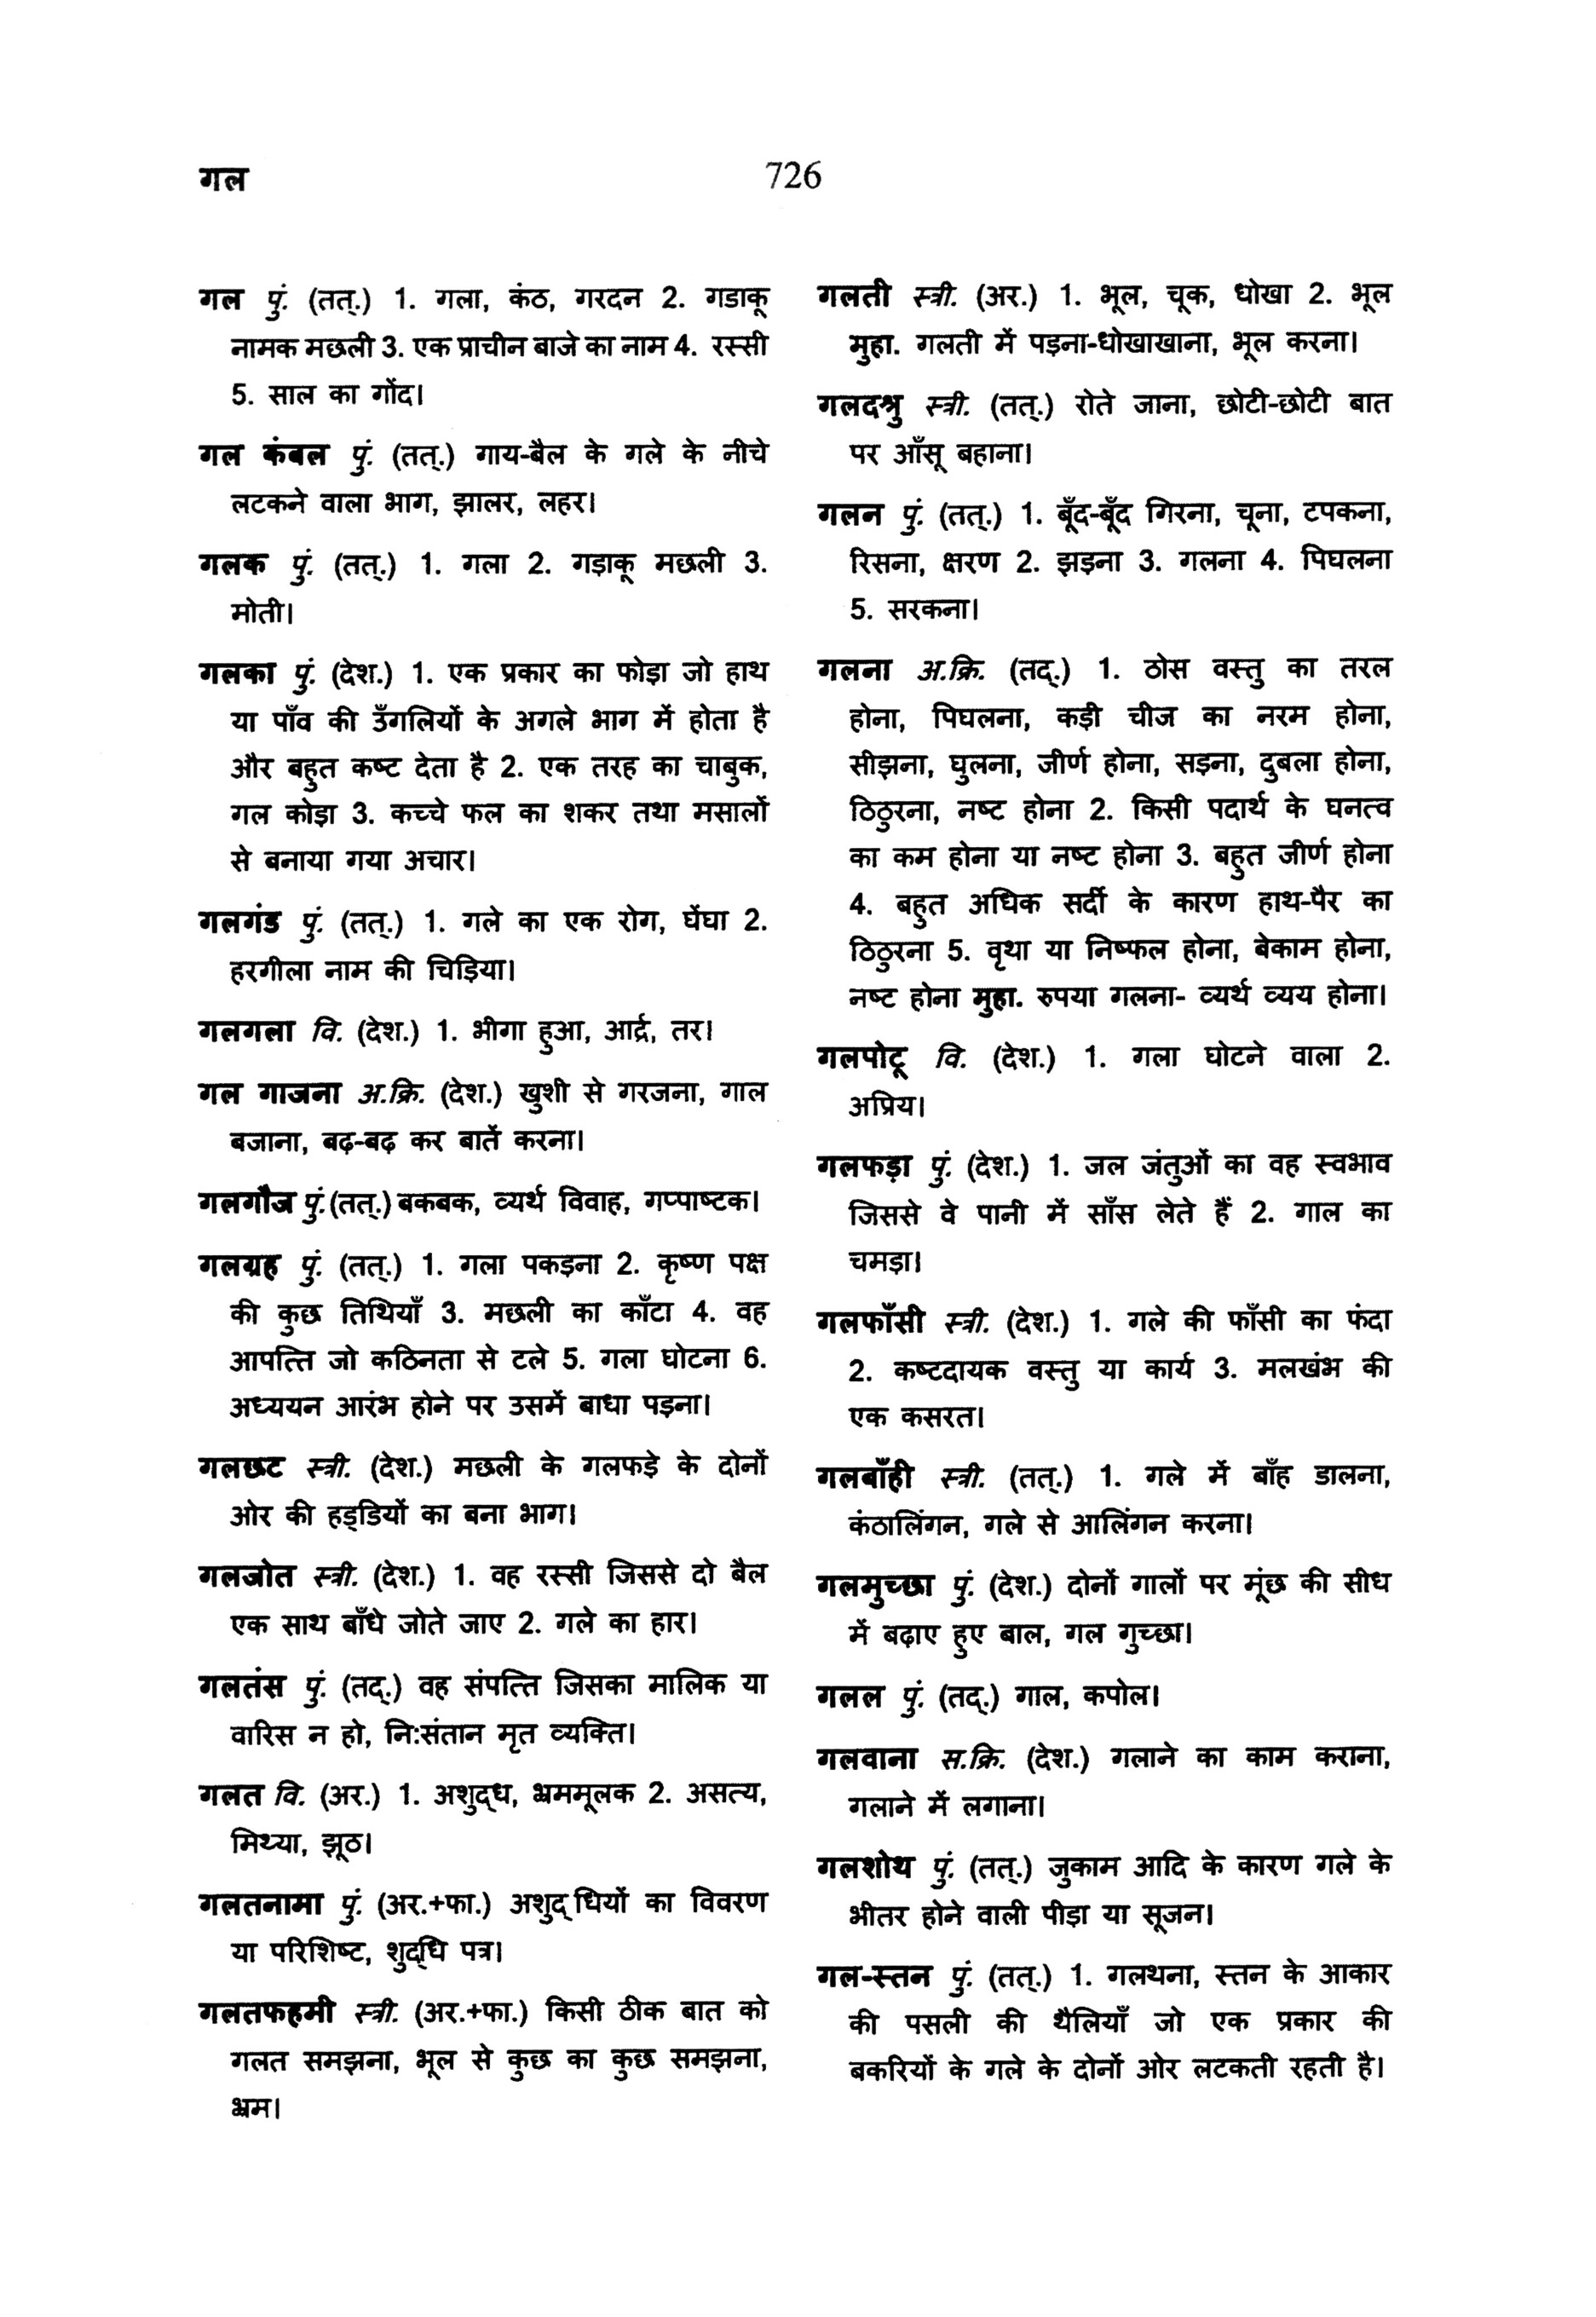 गल
726
गल पुं. (तत्.) 1. गला, कंठ, गरदन 2. गडाकू
नामक मछली 3. एक प्राचीन बाजे का नाम 4. रस्सी
5. साल का गोंद।
गल कंबल पुं. (तत्.) गाय-बैल के गले के नीचे
लटकने वाला भाग, झालर, लहर।
गलक पुं. (तत्.) 1. गला 2. गड़ाकू मछली 3.
मोती।
गलका पुं. (देश.) 1. एक प्रकार का फोड़ा जो हाथ
या पाँव की उँगलियों के अगले भाग में होता है
और बहुत कष्ट देता है 2. एक तरह का चाबुक,
गल कोड़ा 3. कच्चे फल का शकर तथा मसालों
से बनाया गया अचार।
गलगंड पुं. (तत्.) 1. गले का एक रोग, घेंघा 2.
हरगीला नाम की चिड़िया।
गलगला वि. (देश.) 1. भीगा हुआ, आर्द्र, तर।
गल गाजना अ.क्रि. (देश.) खुशी से गरजना, गाल
बजाना, बढ़-बढ़ कर बातें करना।
गलगौज पुं. (तत्.) बकबक, व्यर्थ विवाह, गप्पाष्टक।
गलग्रह पुं. (तत्.) 1. गला पकड़ना 2. कृष्ण पक्ष
की कुछ तिथियाँ 3. मछली का काँटा 4. वह
आपत्ति जो कठिनता से टले 5. गला घोटना 6.
अध्ययन आरंभ होने पर उसमें बाधा पड़ना।
गलछट स्त्री. (देश.) मछली के गलफड़े के दोनों
ओर की हड्डियों का बना भाग।
गलजोत स्त्री. (देश.) 1. वह रस्सी जिससे दो बैल
एक साथ बाँधे जोते जाए 2. गले का हार।
गलतंस पुं. (तद्.) वह संपत्ति जिसका मालिक या
वारिस न हो, नि:संतान मृत व्यक्ति।
गलत वि. (अर.) 1. अशुद्ध, भ्रममूलक 2. असत्य,
मिथ्या, झूठ।
गलतनामा पुं. (अर.+फा.) अशुद्धियों का विवरण
या परिशिष्ट, शुद्धि पत्र।
गलतफहमी स्त्री. (अर.+फा.) किसी ठीक बात को
गलत समझना, भूल से कुछ का कुछ समझना,
भ्रम।
गलती स्त्री. (अर.) 1. भूल, चूक, धोखा 2. भूल
मुहा. गलती में पड़ना-धोखाखाना, भूल करना।
गलदश्रु स्त्री. (तत्.) रोते जाना, छोटी-छोटी बात
पर आँसू बहाना।
गलन पुं. (तत्.) 1. बूँद-बूँद गिरना, चूना, टपकना,
रिसना, क्षरण 2. झड़ना 3. गलना 4. पिघलना
5. सरकना।
गलना अ.क्रि. (तद्.) 1. ठोस वस्तु का तरल
होना, पिघलना, कड़ी चीज का नरम होना,
सीझना, घुलना, जीर्ण होना, सड़ना, दुबला होना,
ठिठुरना, नष्ट होना 2. किसी पदार्थ के घनत्व
का कम होना या नष्ट होना 3. बहुत जीर्ण होना
4. बहुत अधिक सर्दी के कारण हाथ-पैर का
ठिठुरना 5. वृथा या निष्फल होना, बेकाम होना,
नष्ट होना मुहा. रुपया गलना- व्यर्थ व्यय होना।
गलपोटू वि. (देश.) 1. गला घोटने वाला 2.
अप्रिय।
गलफड़ा पुं. (देश.) 1. जल जंतुओं का वह स्वभाव
जिससे वे पानी में साँस लेते हैं 2. गाल का
चमड़ा।
गलफाँसी स्त्री. (देश.) 1. गले की फाँसी का फंदा
2. कष्टदायक वस्तु या कार्य 3. मलखंभ की
एक कसरत।
गलबाँही स्त्री. (तत्.) 1. गले में बाँह डालना,
कंठालिंगन, गले से आलिंगन करना।
गलमुच्छा पुं. (देश.) दोनों गालों पर मूंछ की सीध
में बढ़ाए हुए बाल, गल गुच्छा।
गलल पुं. (तद्.) गाल, कपोल।
गलवाना स.क्रि. (देश.) गलाने का काम कराना,
गलाने में लगाना।
गलशोथ पुं. (तत्.) जुकाम आदि के कारण गले के
भीतर होने वाली पीड़ा या सूजन।
गल-स्तन पुं. (तत्.) 1. गलथना, स्तन के आकार
की पसली की थैलियाँ जो एक प्रकार की
बकरियों के गले के दोनों ओर लटकती रहती है।